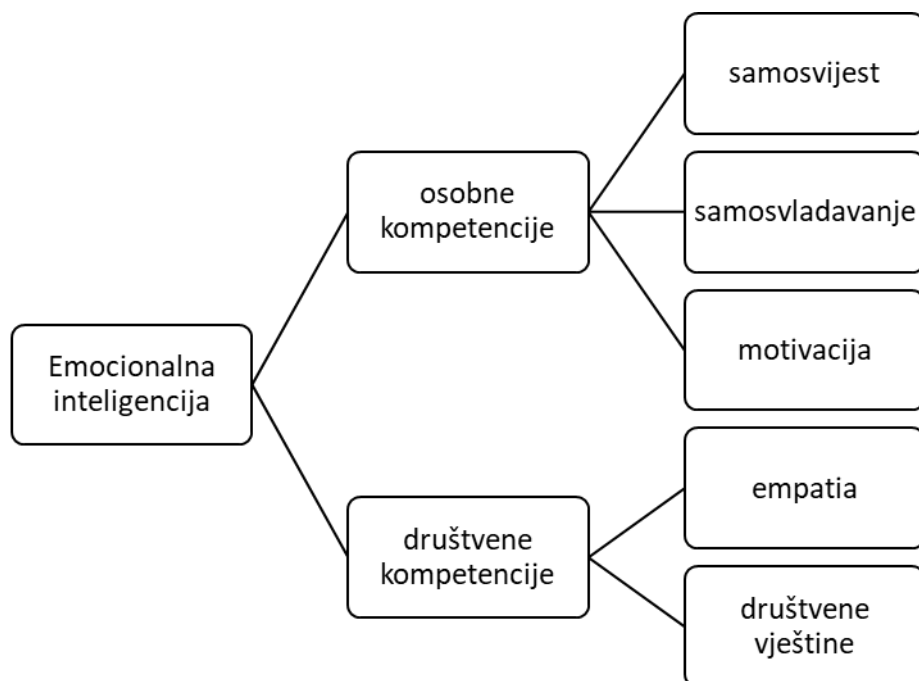 Emocionalna
inteligencija
osobne
kompetencije
samosvijest
samosvladavanje
motivacija
društvene
kompetencije
empatia
društvene
vještine